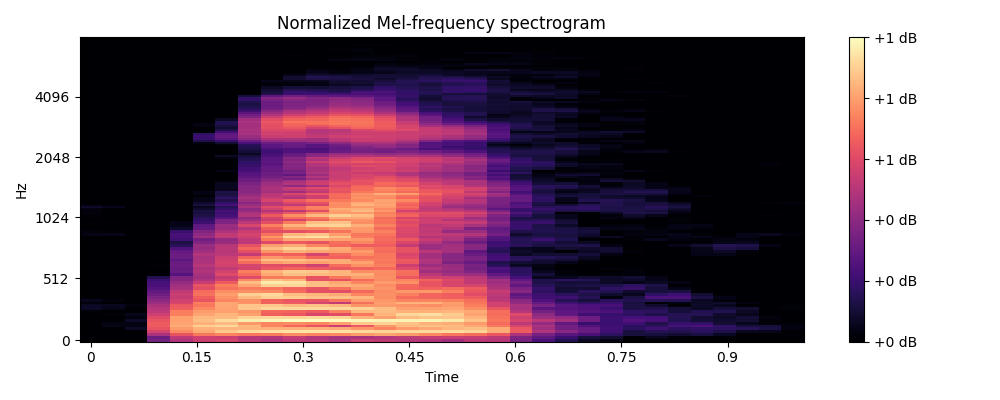 Normalized Mel-frequency spectrogram
Hz
4096
2048
1024
512
0
0 0.15 0.3 0.45 0.6 0.75 0.9
Time
+1 dB
+1 dB
+1 dB
+0 dB
+0 dB
+0 dB